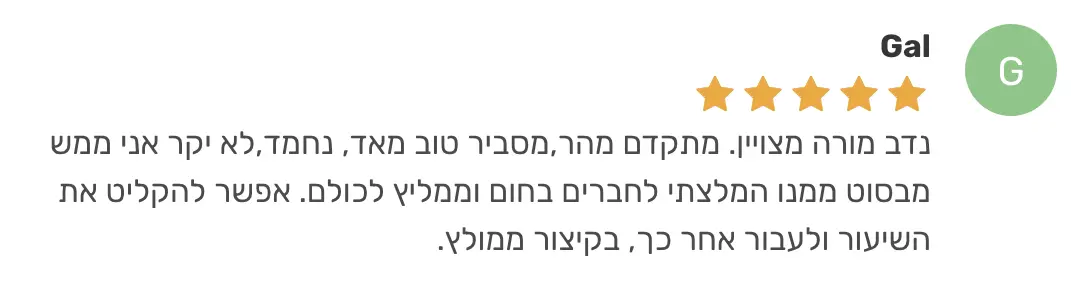 Gal
G
נדב מורה מצויין. מתקדם מהר,מסביר טוב מאד, נחמד,לא יקר אני ממש
מבסוט ממנו המלצתי לחברים בחום וממליץ לכולם. אפשר להקליט את
השיעור ולעבור אחר כך, בקיצור ממולץ.